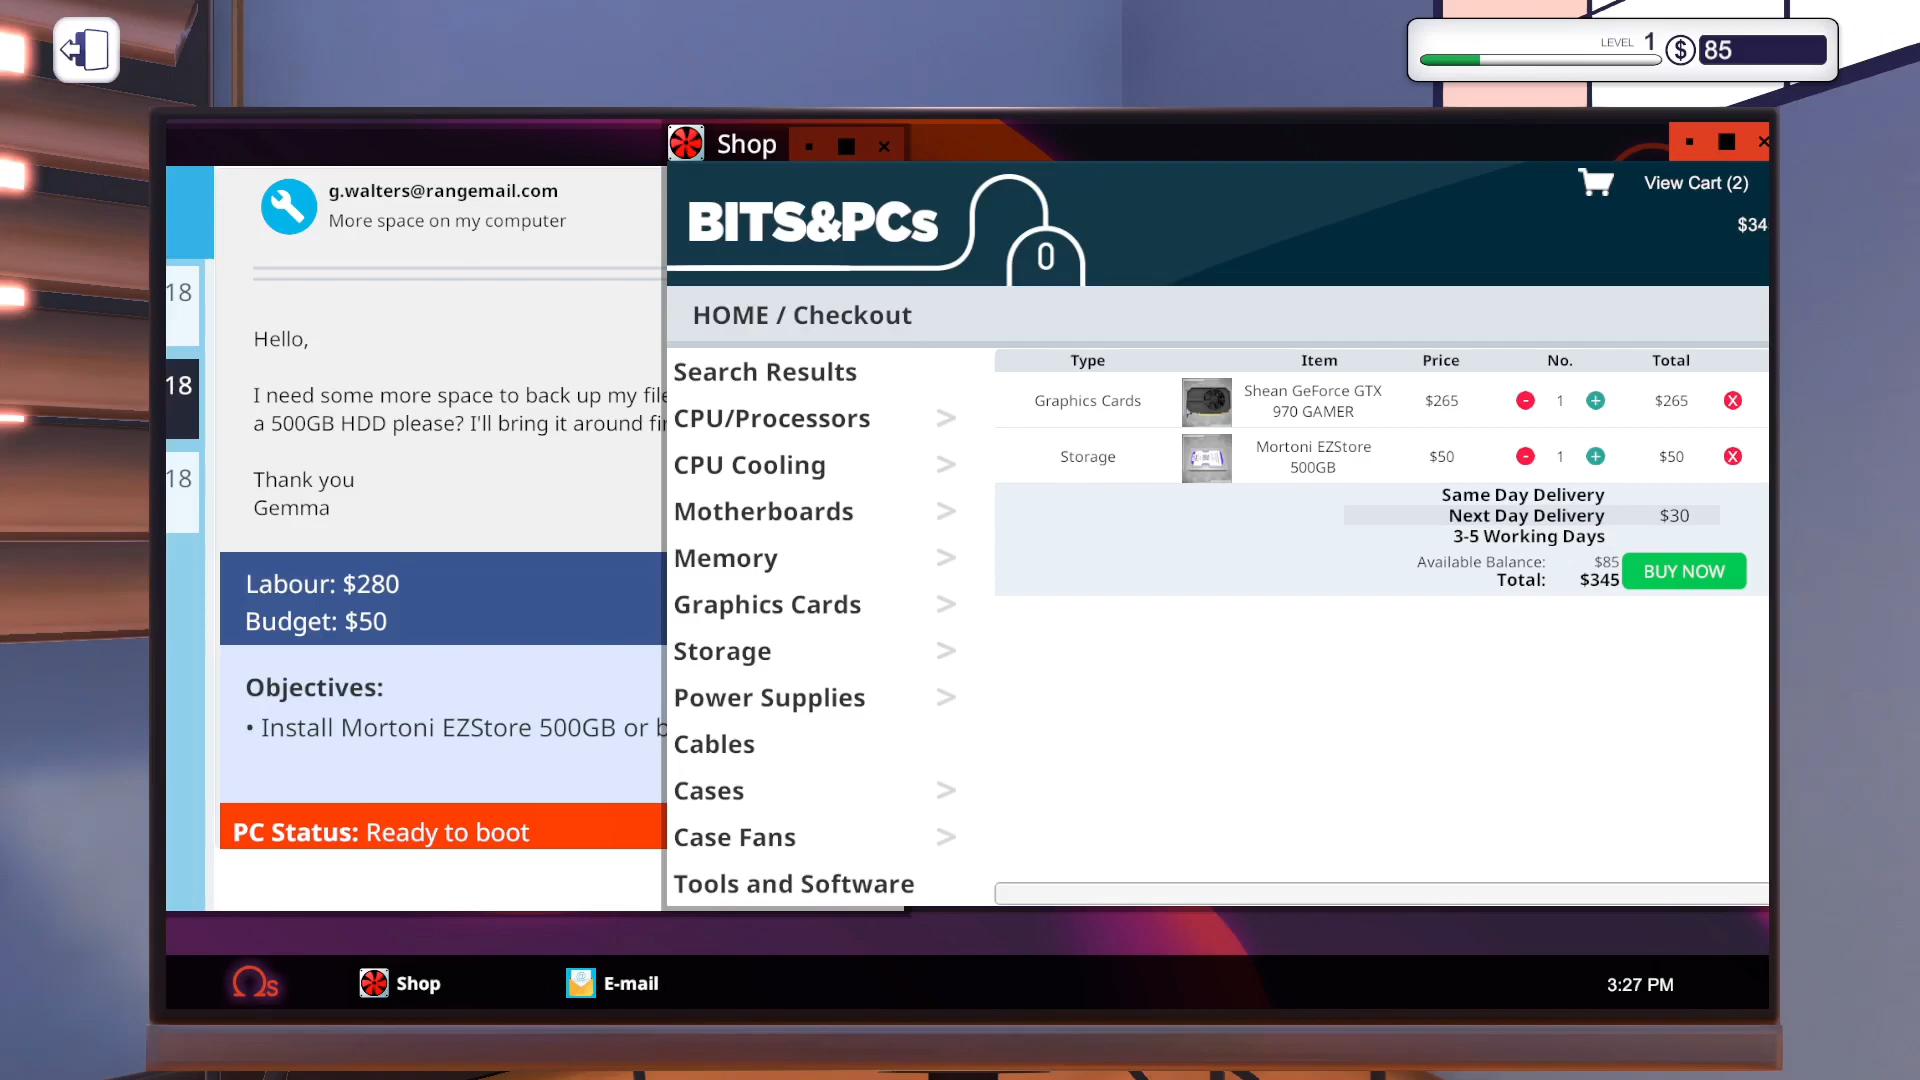 LEVEL 1
$ 85
Shop
View Cart (2)
$34
BITS&PCs
HOME / Checkout
g.walters@rangemail.com
More space on my computer
18
18
18
Hello,
I need some more space to back up my file
a 500GB HDD please? I'll bring it around fi
Thank you
Gemma
Labour: $280
Budget: $50
Objectives:
• Install Mortoni EZStore 500GB or b
PC Status: Ready to boot
Search Results
CPU/Processors >
CPU Cooling >
Motherboards >
Memory >
Graphics Cards >
Storage >
Power Supplies >
Cables
Cases >
Case Fans >
Tools and Software
Type Item Price No. Total
Graphics Cards Shean GeForce GTX 970 GAMER $265 - 1 + $265 X
Storage Mortoni EZStore 500GB $50 - 1 + $50 X
Same Day Delivery
Next Day Delivery $30
3-5 Working Days
Available Balance: $85
Total: $345
BUY NOW
Ωs
Shop
E-mail
3:27 PM